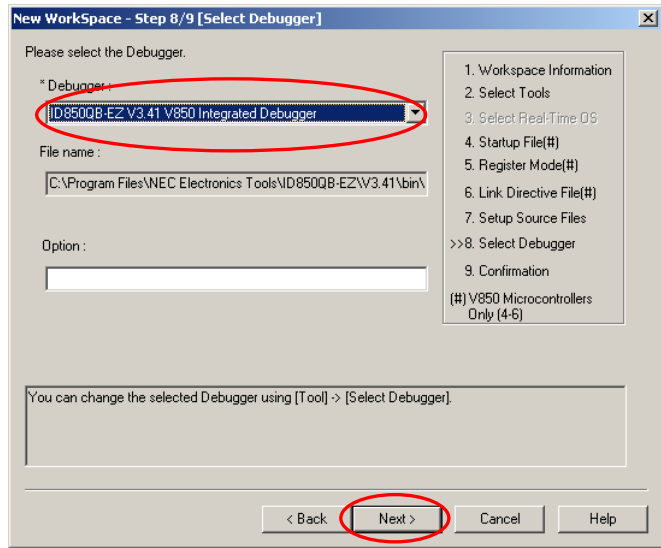 New WorkSpace - Step 8/9 [Select Debugger]
Please select the Debugger.
* Debugger :
ID850QB-EZ V3.41 V850 Integrated Debugger
File name :
C:\Program Files\NEC Electronics Tools\ID850QB-EZ\V3.41\bin\
Option :
1. Workspace Information
2. Select Tools
3. Select Real-Time OS
4. Startup File(#)
5. Register Mode(#)
6. Link Directive File(#)
7. Setup Source Files
>>8. Select Debugger
9. Confirmation
(#) V850 Microcontrollers
Only (4-6)
You can change the selected Debugger using [Tool] -> [Select Debugger].
< Back
Next >
Cancel
Help